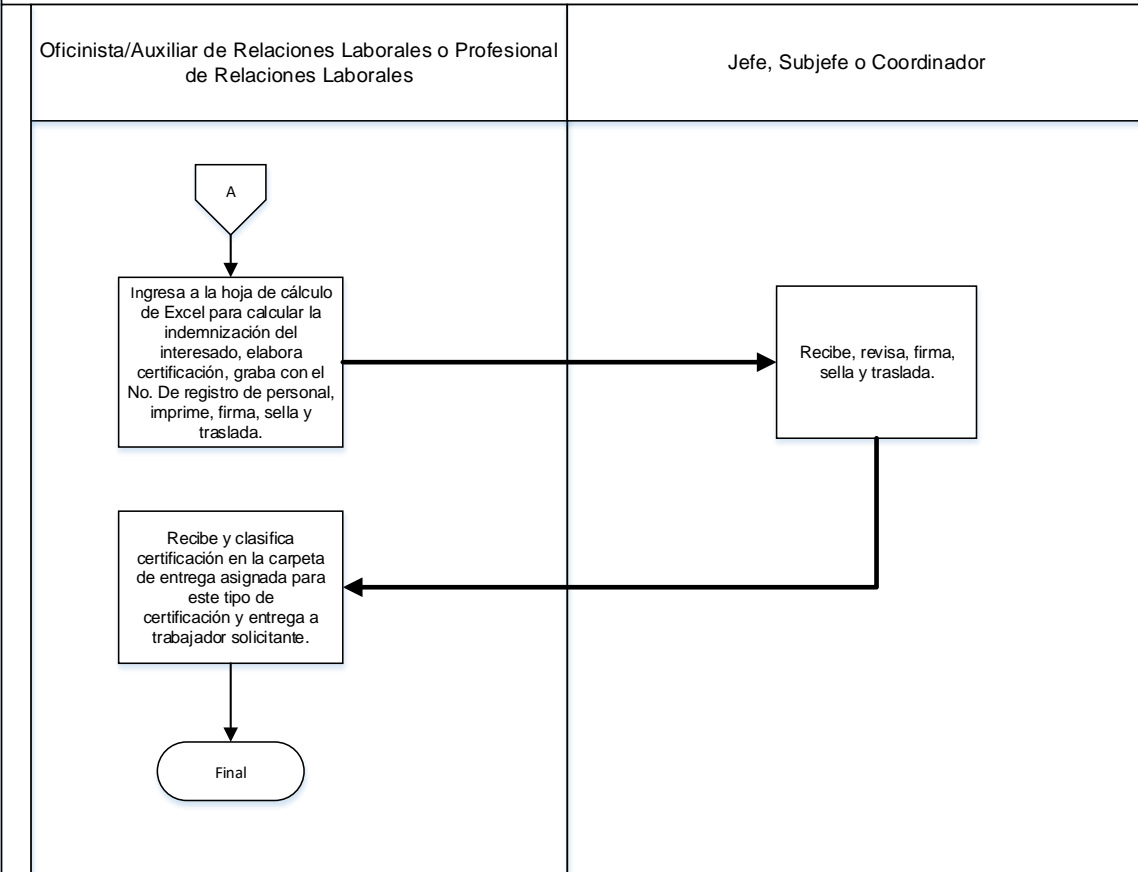 Oficinista/Auxiliar de Relaciones Laborales o Profesional
de Relaciones Laborales
Jefe, Subjefe o Coordinador
A
Ingresa a la hoja de cálculo
de Excel para calcular la
indemnización del
interesado, elabora
certificación, graba con el
No. De registro de personal,
imprime, firma, sella y
traslada.
Recibe, revisa, firma,
sella y traslada.
Recibe y clasifica
certificación en la carpeta
de entrega asignada para
este tipo de
certificación y entrega a
trabajador solicitante.
Final